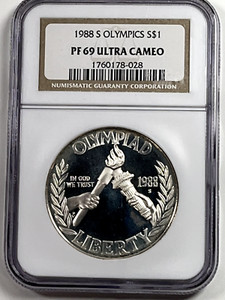 1988 S OLYMPICS S$1
PF 69 ULTRA CAMEO
1760178-028
NUMISMATIC GUARANTY CORPORATION
OLYMPIAD
IN GOD
WE TRUST
1988
S
LIBERTY